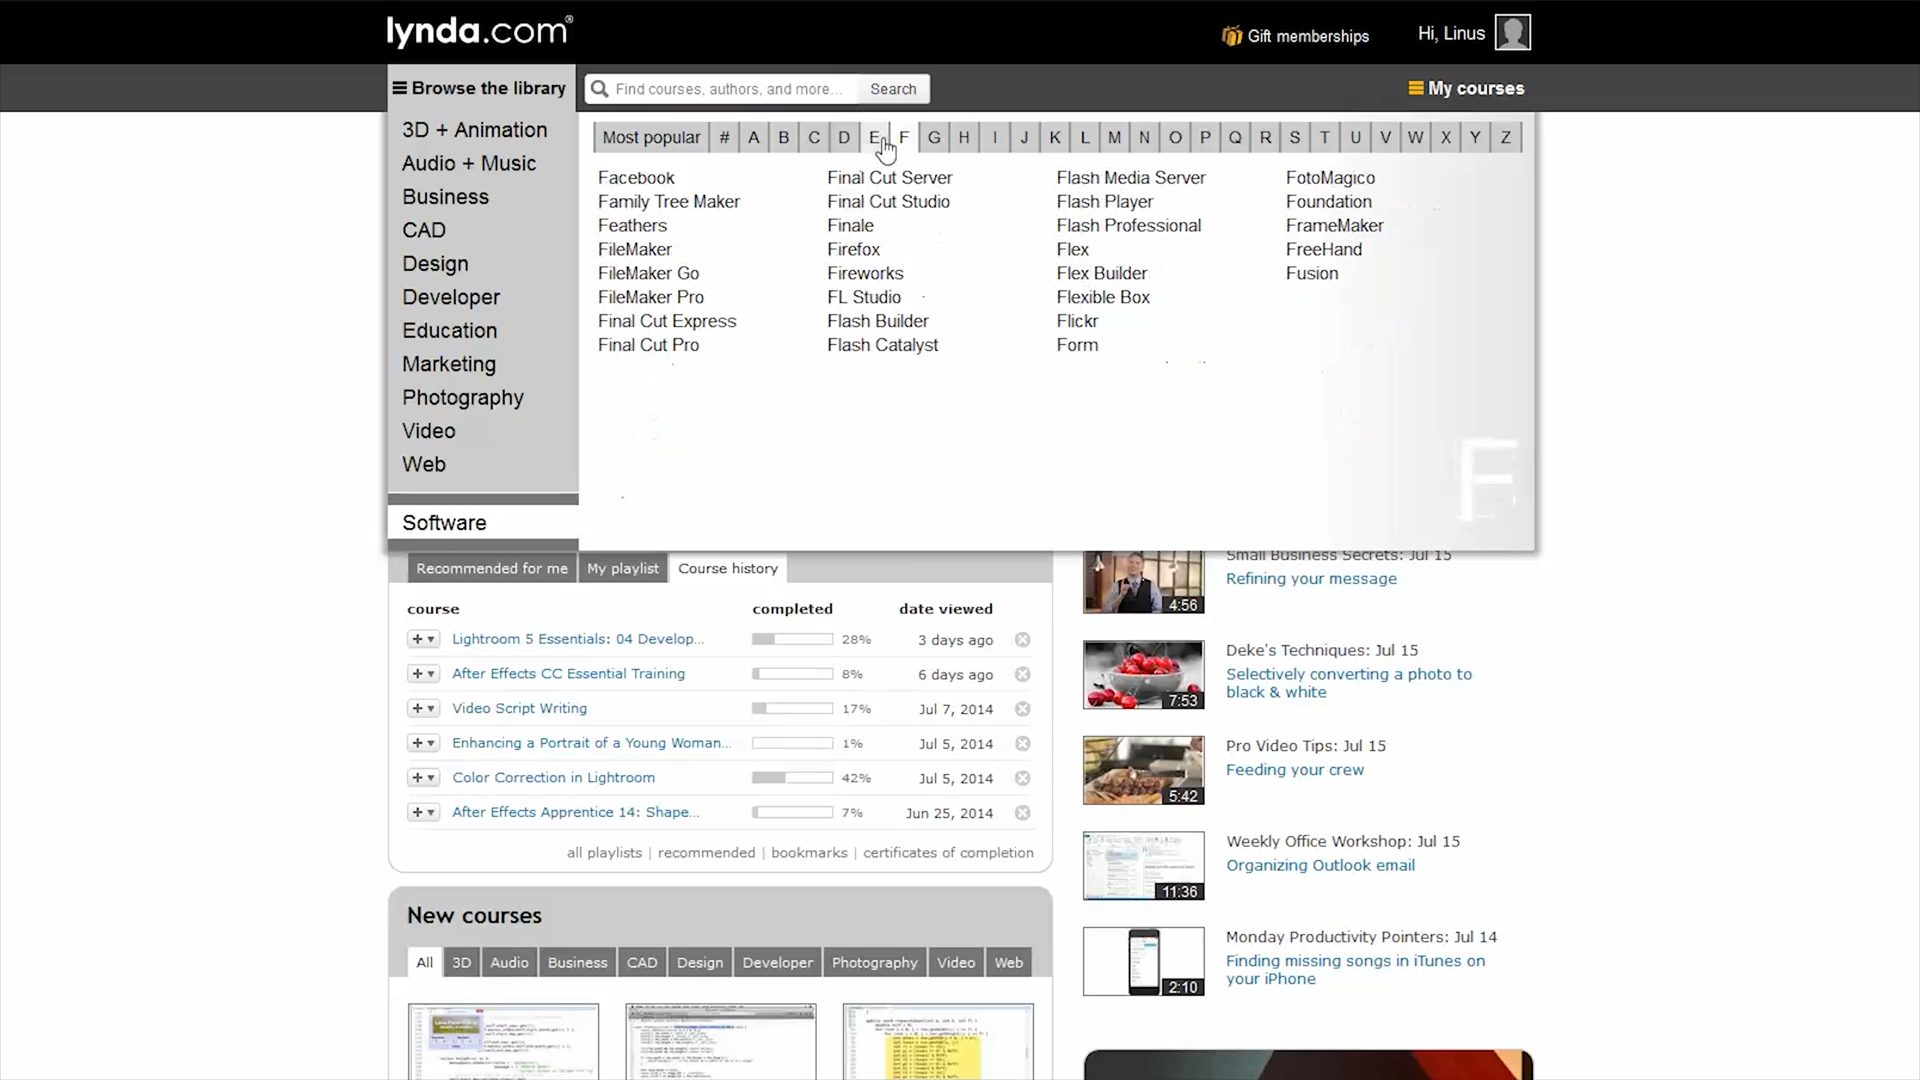 lynda.com®
Gift memberships
Hi, Linus
Browse the library
Find courses, authors, and more...
Search
My courses
3D + Animation
Audio + Music
Business
CAD
Design
Developer
Education
Marketing
Photography
Video
Web
Software
Most popular # A B C D E F G H I J K L M N O P Q R S T U V W X Y Z
Facebook
Family Tree Maker
Feathers
FileMaker
FileMaker Go
FileMaker Pro
Final Cut Express
Final Cut Pro
Final Cut Server
Final Cut Studio
Finale
Firefox
Fireworks
FL Studio
Flash Builder
Flash Catalyst
Flash Media Server
Flash Player
Flash Professional
Flex
Flex Builder
Flexible Box
Flickr
Form
FotoMagico
Foundation
FrameMaker
FreeHand
Fusion
F
Recommended for me My playlist Course history
course completed date viewed
Lightroom 5 Essentials: 04 Develop... 28% 3 days ago
After Effects CC Essential Training 8% 6 days ago
Video Script Writing 17% Jul 7, 2014
Enhancing a Portrait of a Young Woman... 1% Jul 5, 2014
Color Correction in Lightroom 42% Jul 5, 2014
After Effects Apprentice 14: Shape... 7% Jun 25, 2014
all playlists | recommended | bookmarks | certificates of completion
New courses
All 3D Audio Business CAD Design Developer Photography Video Web
Small Business Secrets: Jul 15
Refining your message
4:56
Deke's Techniques: Jul 15
Selectively converting a photo to
black & white
7:53
Pro Video Tips: Jul 15
Feeding your crew
5:42
Weekly Office Workshop: Jul 15
Organizing Outlook email
11:36
Monday Productivity Pointers: Jul 14
Finding missing songs in iTunes on
your iPhone
2:10